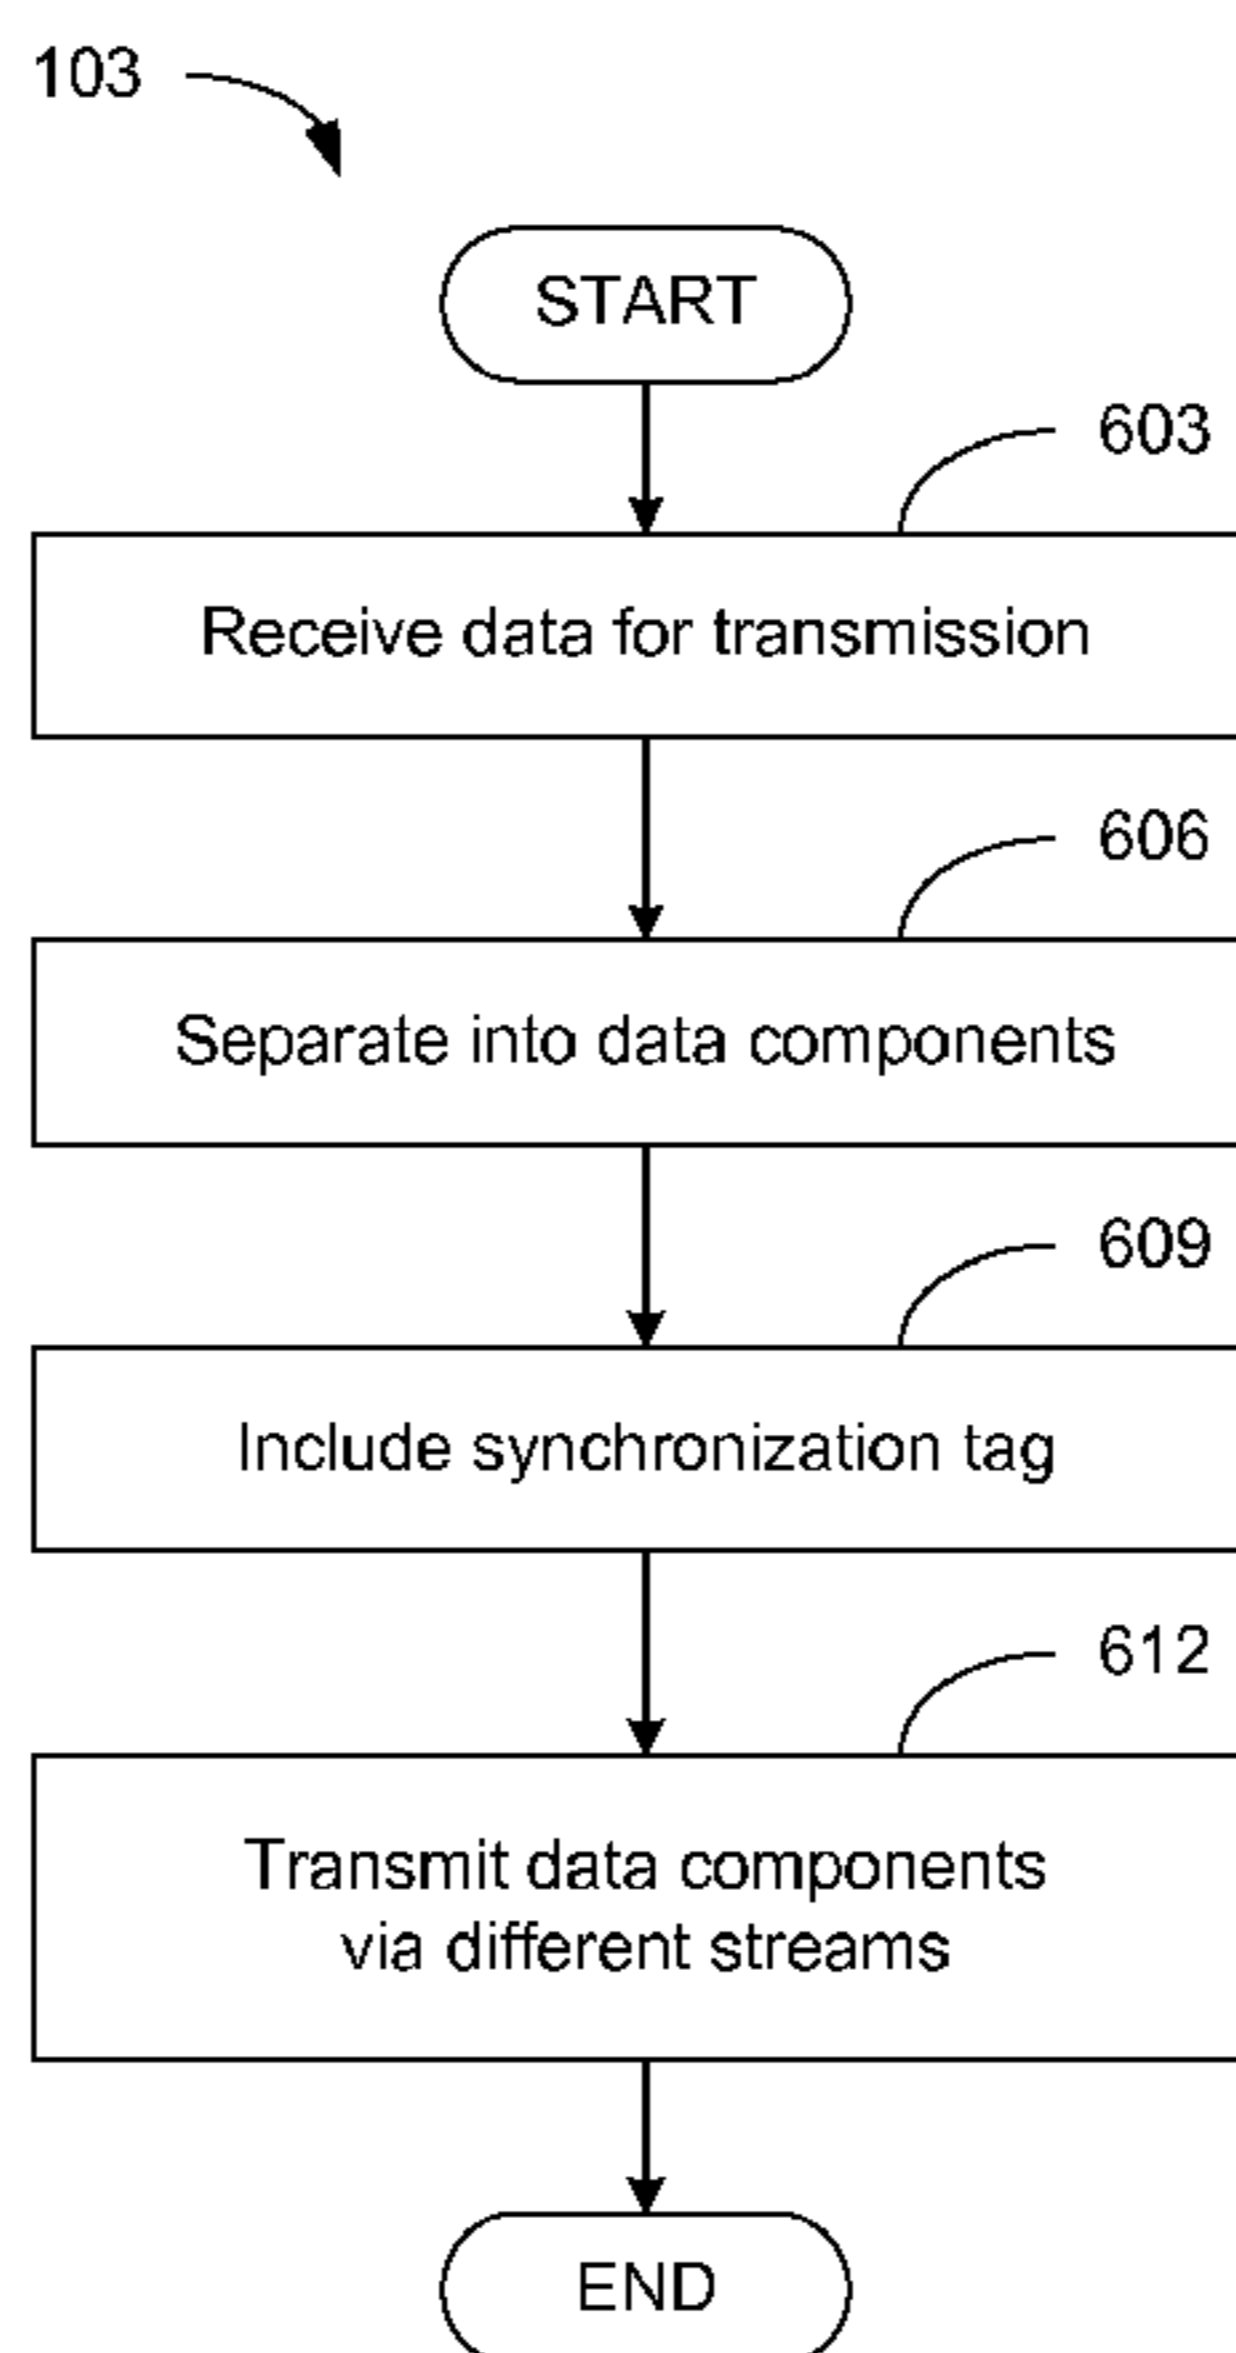 103
START
603
Receive data for transmission
606
Separate into data components
609
Include synchronization tag
612
Transmit data components
via different streams
END